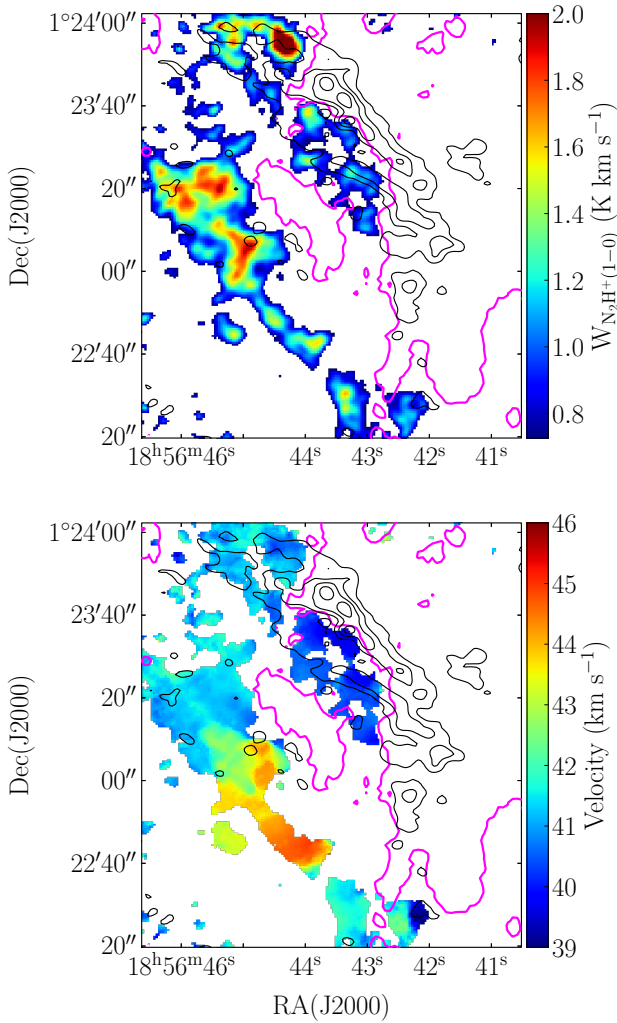 1°24′00″
23′40″
20″
00″
22′40″
20″
Dec(J2000)
18ʰ56ᵐ46ˢ
44ˢ
43ˢ
42ˢ
41ˢ
2.0
1.8
1.6
1.4
1.2
1.0
0.8
W_N₂H⁺(1−0) (K km s⁻¹)
1°24′00″
23′40″
20″
00″
22′40″
20″
Dec(J2000)
18ʰ56ᵐ46ˢ
44ˢ
43ˢ
42ˢ
41ˢ
RA(J2000)
46
45
44
43
42
41
40
39
Velocity (km s⁻¹)